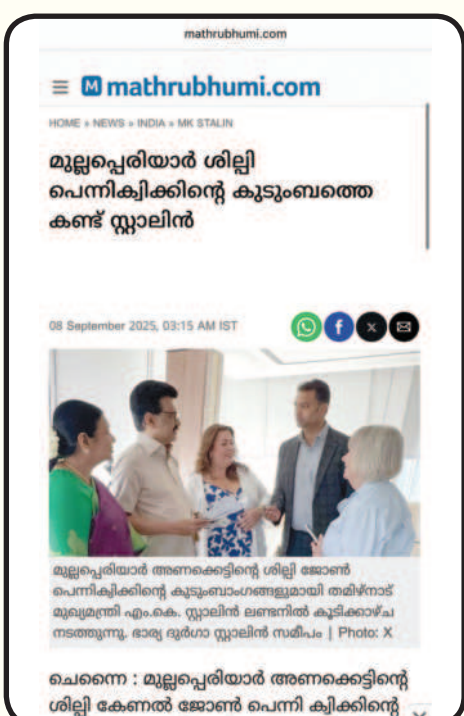 mathrubhumi.com
mathrubhumi.com
HOME » NEWS » INDIA » MK STALIN
മുല്ലപ്പെരിയാർ ശില്പി
പെന്നിക്വിക്കിന്റെ കുടുംബത്തെ
കണ്ട് സ്റ്റാലിൻ
08 September 2025, 03:15 AM IST
മുല്ലപ്പെരിയാർ അണക്കെട്ടിന്റെ ശില്പി ജോൺ
പെന്നിക്വിക്കിന്റെ കുടുംബാംഗങ്ങളുമായി തമിഴ്‌നാട്
മുഖ്യമന്ത്രി എം.കെ. സ്റ്റാലിൻ ലണ്ടനിൽ കൂടിക്കാഴ്ച
നടത്തുന്നു. ഭാര്യ ദുർഗാ സ്റ്റാലിൻ സമീപം | Photo: X
ചെന്നൈ : മുല്ലപ്പെരിയാർ അണക്കെട്ടിന്റെ
ശില്പി കേണൽ ജോൺ പെന്നി ക്വിക്കിന്റെ